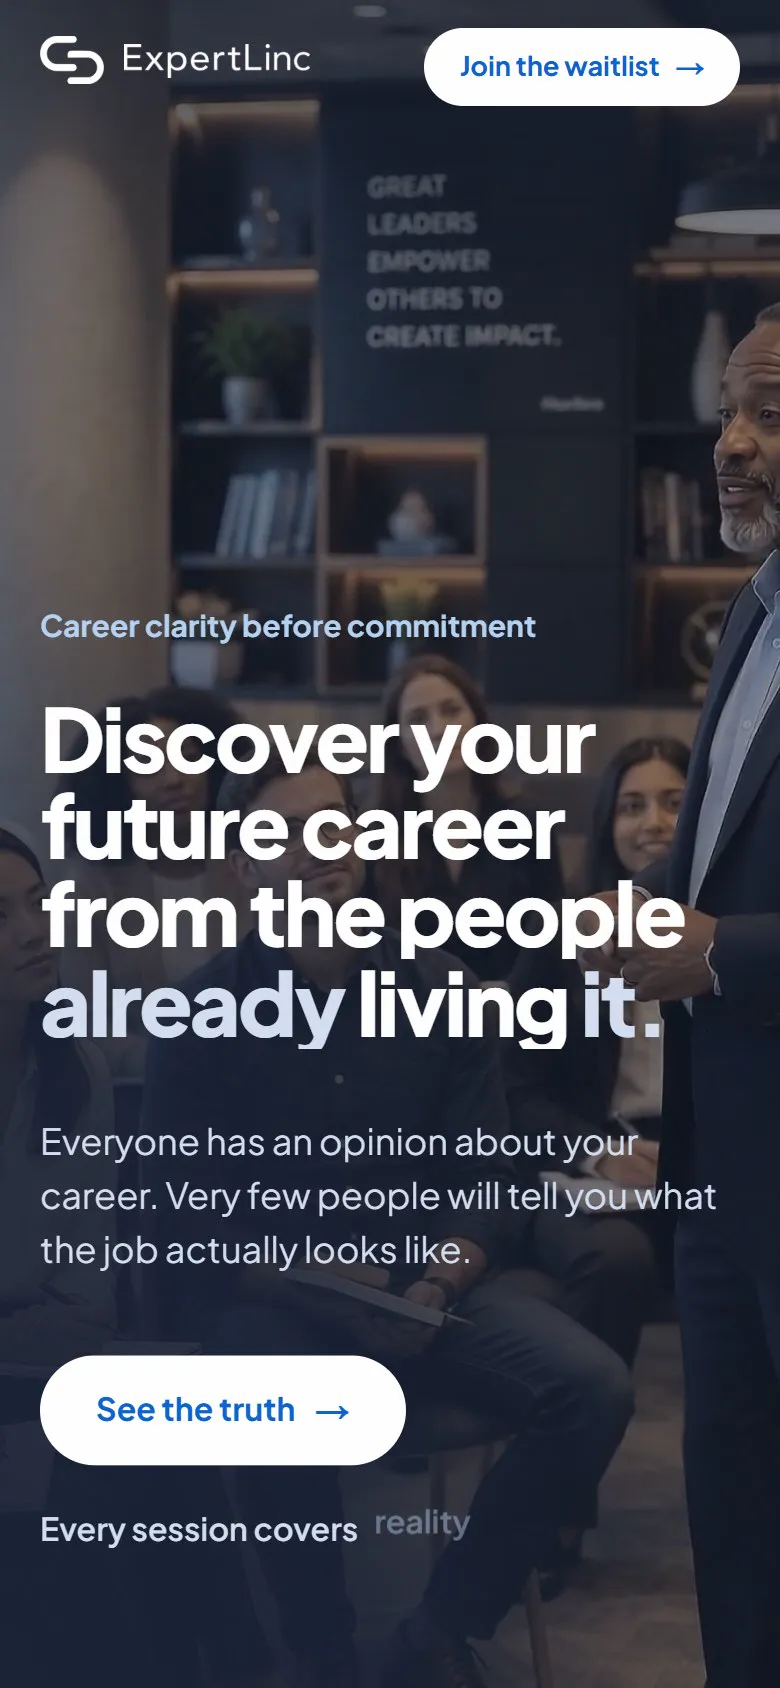 ExpertLinc
Join the waitlist →
GREAT
LEADERS
EMPOWER
OTHERS TO
CREATE IMPACT.
Career clarity before commitment
Discover your
future career
from the people
already living it.
Everyone has an opinion about your
career. Very few people will tell you what
the job actually looks like.
See the truth →
Every session covers reality